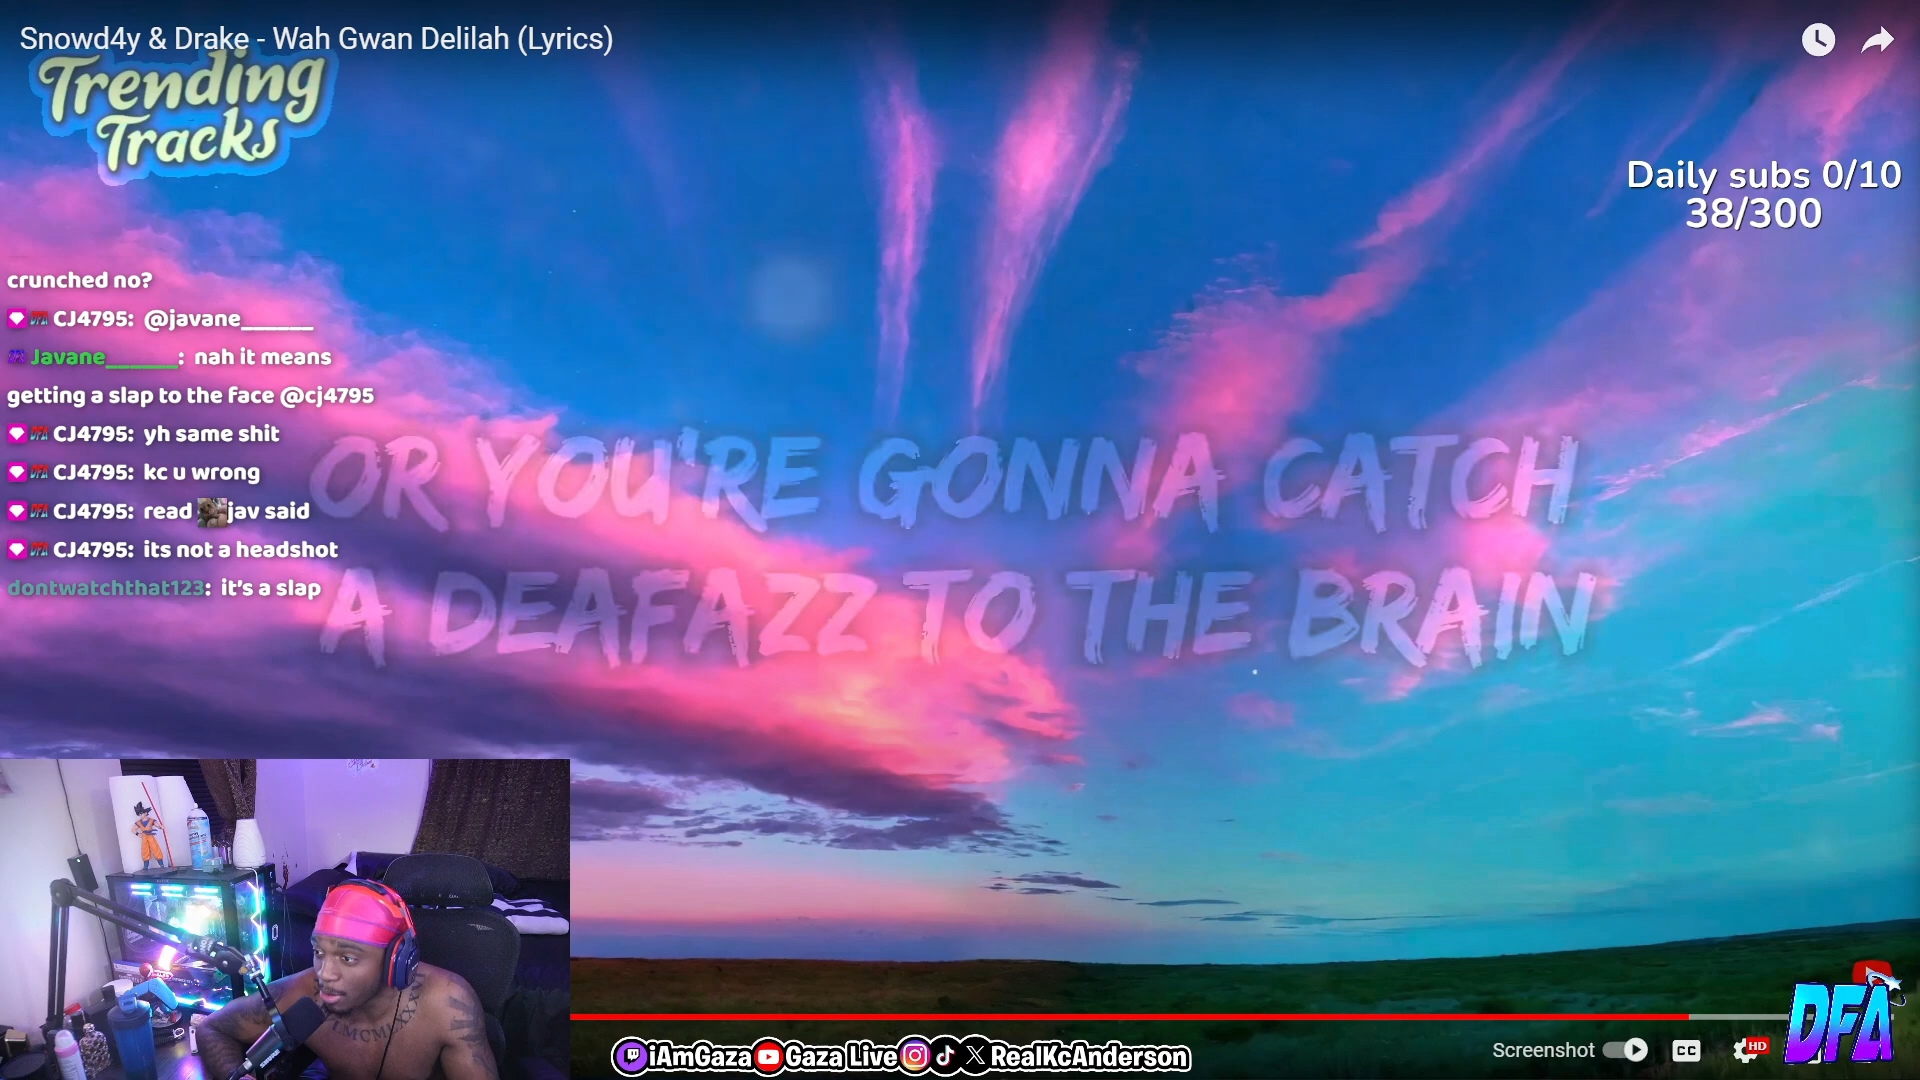 Snowd4y & Drake - Wah Gwan Delilah (Lyrics)
Trending
Tracks
Daily subs 0/10
38/300
crunched no?
CJ4795: @javane______
Javane______: nah it means
getting a slap to the face @cj4795
CJ4795: yh same shit
CJ4795: kc u wrong
CJ4795: read jav said
CJ4795: its not a headshot
dontwatchthat123: it's a slap
OR YOU'RE GONNA CATCH
A DEAFAZZ TO THE BRAIN
iAmGaza Gaza Live RealKcAnderson
Screenshot
CC
HD
DFA